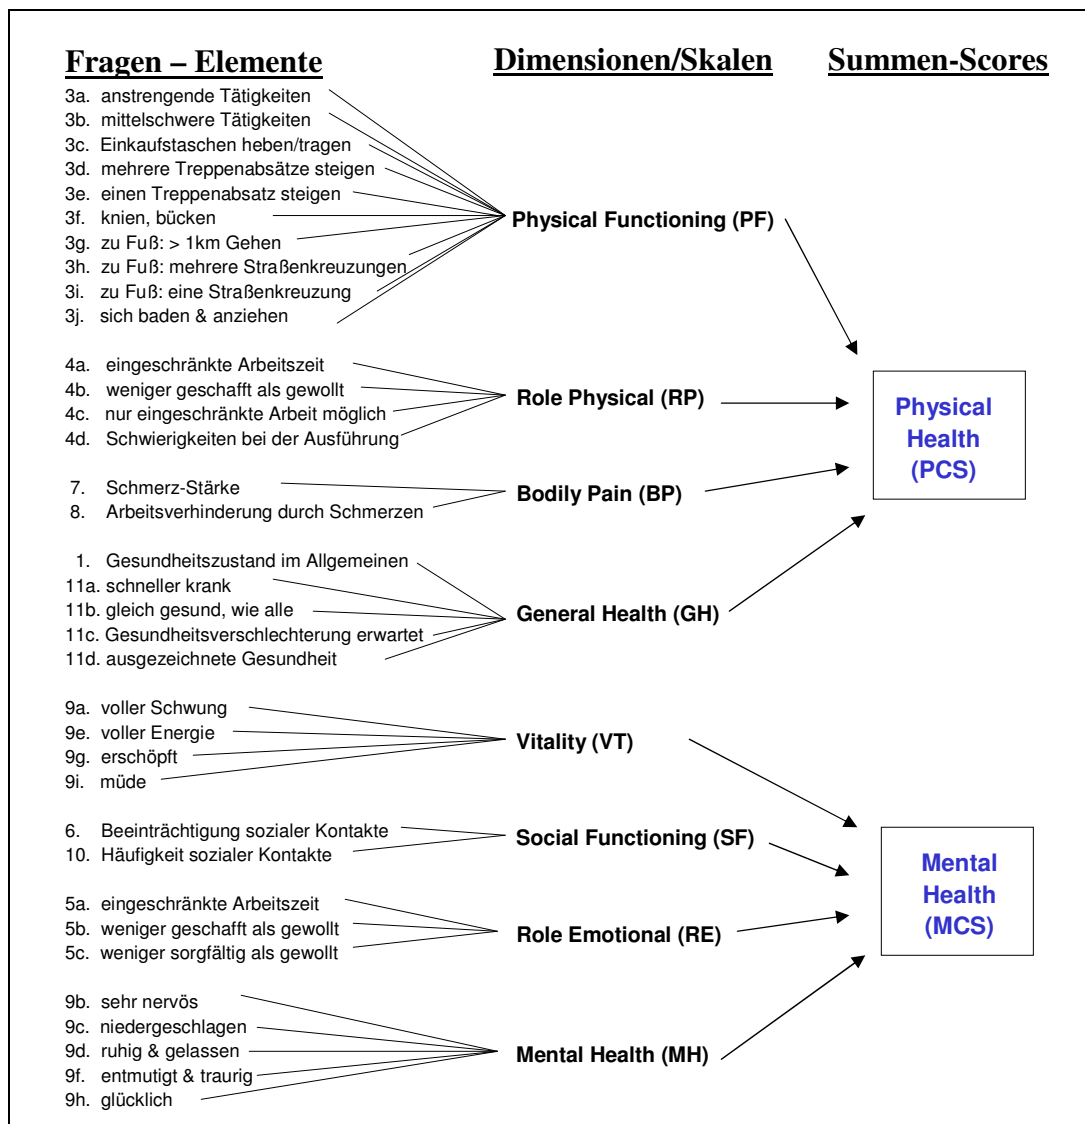 Fragen – Elemente
Dimensionen/Skalen
Summen-Scores
3a. anstrengende Tätigkeiten
3b. mittelschwere Tätigkeiten
3c. Einkaufstaschen heben/tragen
3d. mehrere Treppenabsätze steigen
3e. einen Treppenabsatz steigen
3f. knien, bücken
3g. zu Fuß: > 1km Gehen
3h. zu Fuß: mehrere Straßenkreuzungen
3i. zu Fuß: eine Straßenkreuzung
3j. sich baden & anziehen
Physical Functioning (PF)
4a. eingeschränkte Arbeitszeit
4b. weniger geschafft als gewollt
4c. nur eingeschränkte Arbeit möglich
4d. Schwierigkeiten bei der Ausführung
Role Physical (RP)
7. Schmerz-Stärke
8. Arbeitsverhinderung durch Schmerzen
Bodily Pain (BP)
1. Gesundheitszustand im Allgemeinen
11a. schneller krank
11b. gleich gesund, wie alle
11c. Gesundheitsverschlechterung erwartet
11d. ausgezeichnete Gesundheit
General Health (GH)
Physical
Health
(PCS)
9a. voller Schwung
9e. voller Energie
9g. erschöpft
9i. müde
Vitality (VT)
6. Beeinträchtigung sozialer Kontakte
10. Häufigkeit sozialer Kontakte
Social Functioning (SF)
5a. eingeschränkte Arbeitszeit
5b. weniger geschafft als gewollt
5c. weniger sorgfältig als gewollt
Role Emotional (RE)
9b. sehr nervös
9c. niedergeschlagen
9d. ruhig & gelassen
9f. entmutigt & traurig
9h. glücklich
Mental Health (MH)
Mental
Health
(MCS)